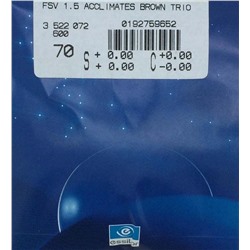 FSV 1.5 ACCLIMATES BROWN TRIO
3 522 072 0192759652
600
70 S + 0.00 C +0.00
S + 0.00 C -0.00
essilor